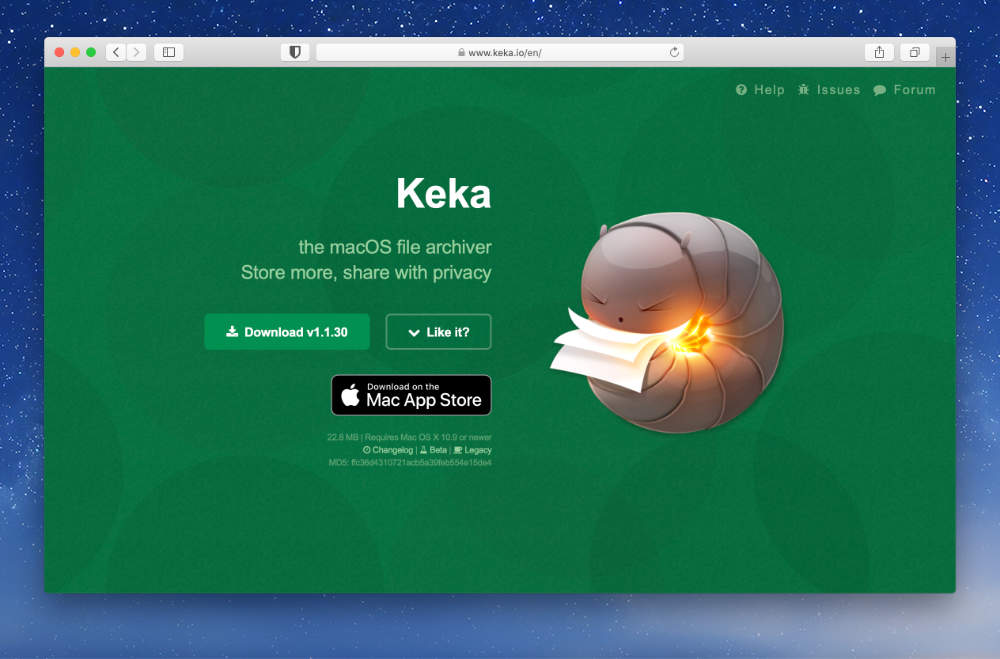 www.keka.io/en/
Help Issues Forum
Keka
the macOS file archiver
Store more, share with privacy
Download v1.1.30 Like it?
Download on the
Mac App Store
22.8 MB | Requires Mac OS X 10.9 or newer
Changelog | Beta | Legacy
MD5: